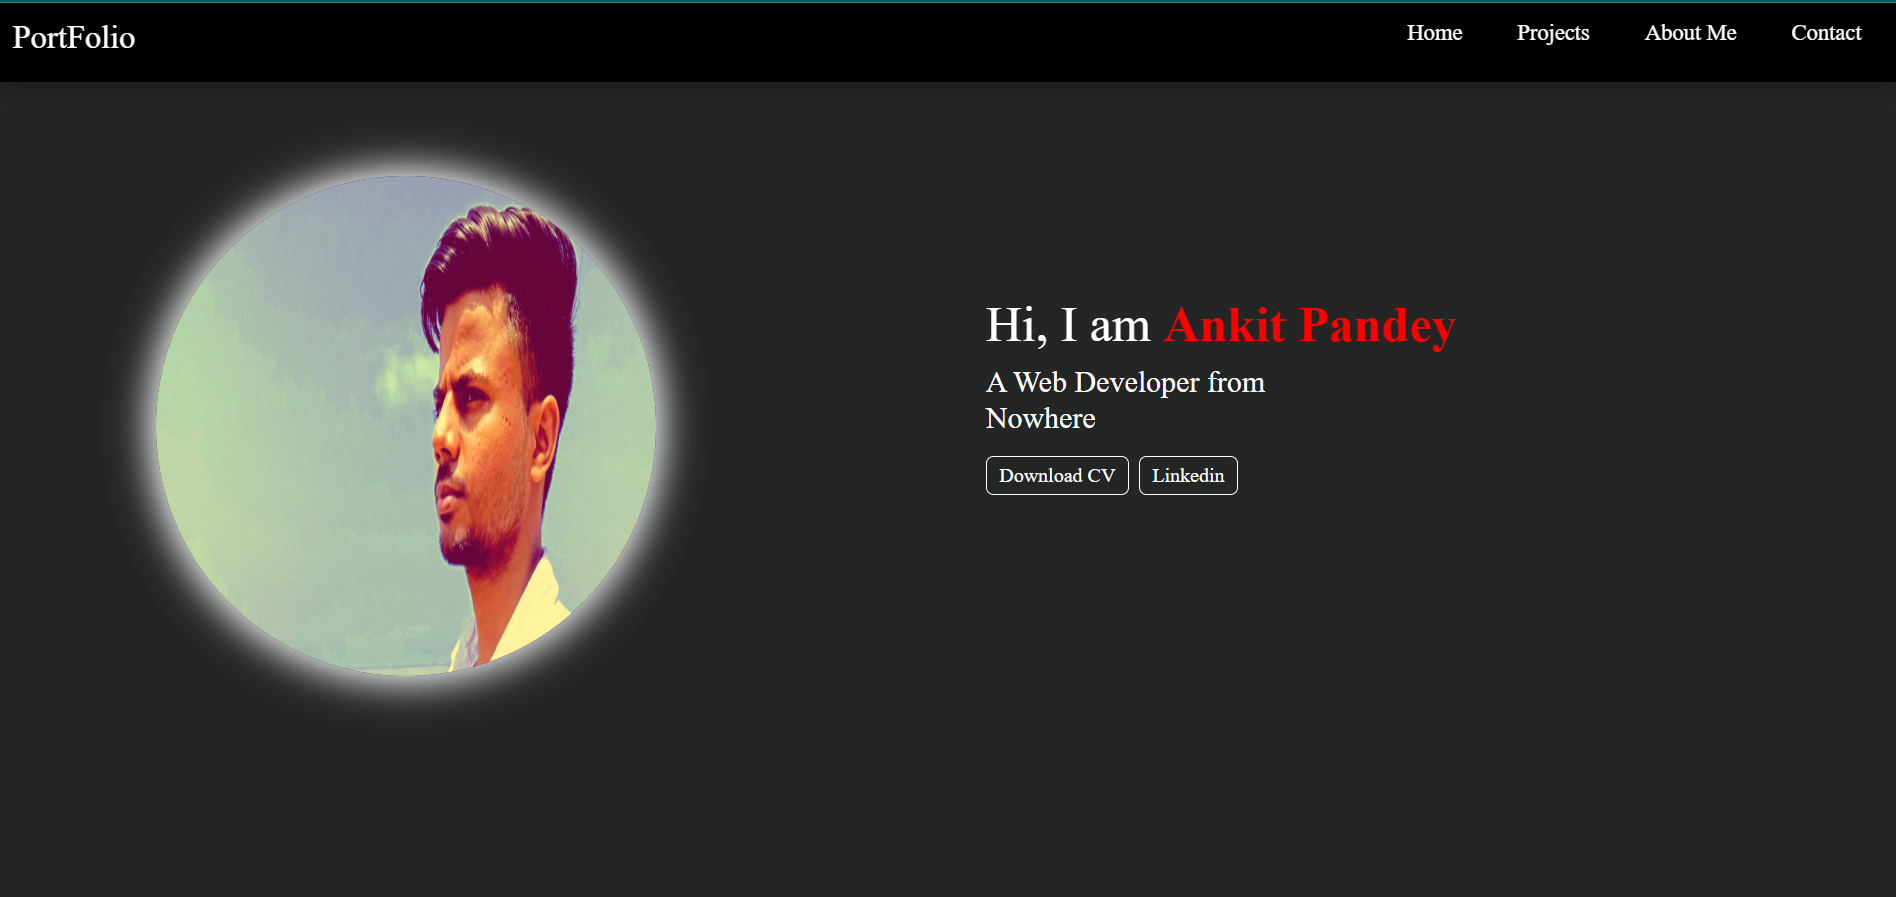 PortFolio
Home Projects About Me Contact
Hi, I am Ankit Pandey
A Web Developer from
Nowhere
Download CV Linkedin